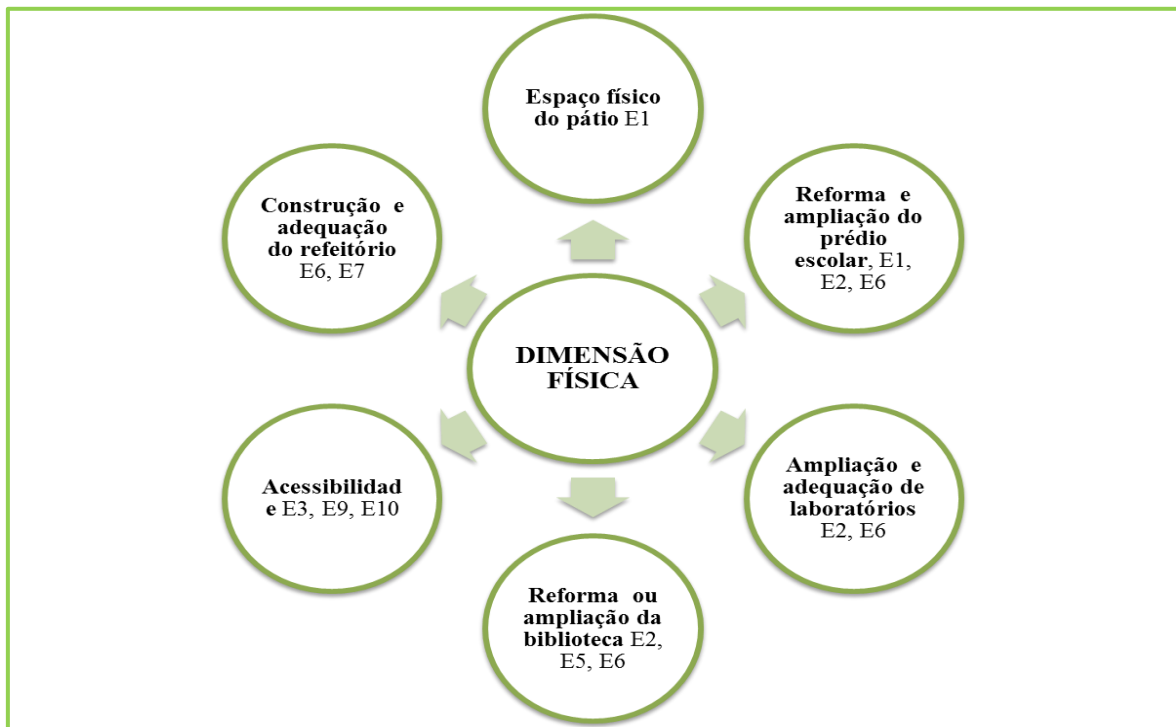 Espaço físico
do pátio E1
Construção e
adequação
do refeitório
E6, E7
Reforma e
ampliação do
prédio
escolar, E1,
E2, E6
DIMENSÃO
FÍSICA
Acessibilidad
e E3, E9, E10
Ampliação e
adequação de
laboratórios
E2, E6
Reforma ou
ampliação da
biblioteca E2,
E5, E6